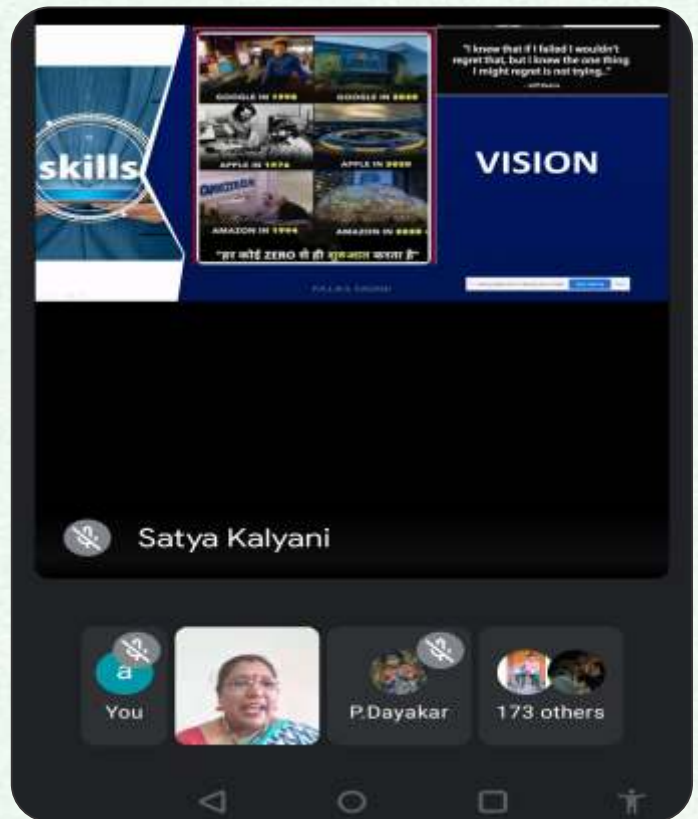 skills
GOOGLE IN 1998
GOOGLE IN 2020
APPLE IN 1976
APPLE IN 2020
AMAZON IN 1994
AMAZON IN 2020
"हर कोई ZERO से ही शुरुआत करता है"
"I knew that if I failed I wouldn't
regret that, but I knew the one thing
I might regret is not trying."
VISION
Satya Kalyani
a
You
P.Dayakar
173 others